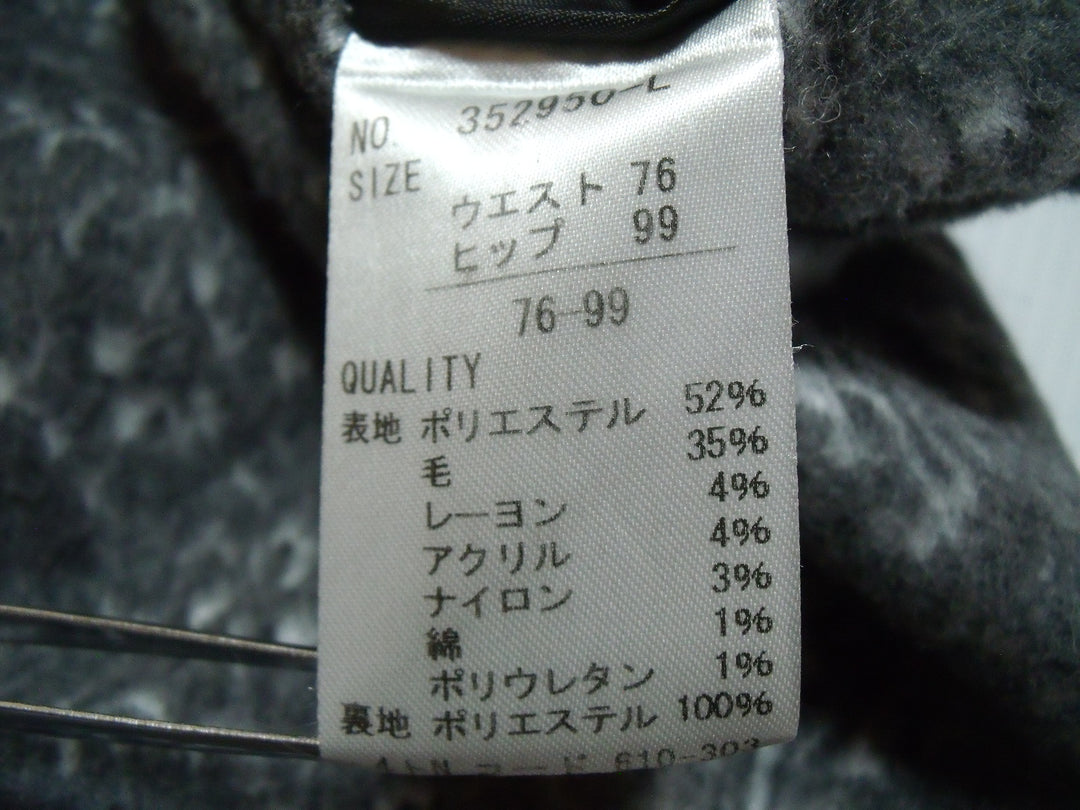 NO. 352950-L
SIZE
ウエスト 76
ヒップ 99
76-99
QUALITY
表地 ポリエステル 52%
毛 35%
レーヨン 4%
アクリル 4%
ナイロン 3%
綿 1%
ポリウレタン 1%
裏地 ポリエステル 100%
610-303